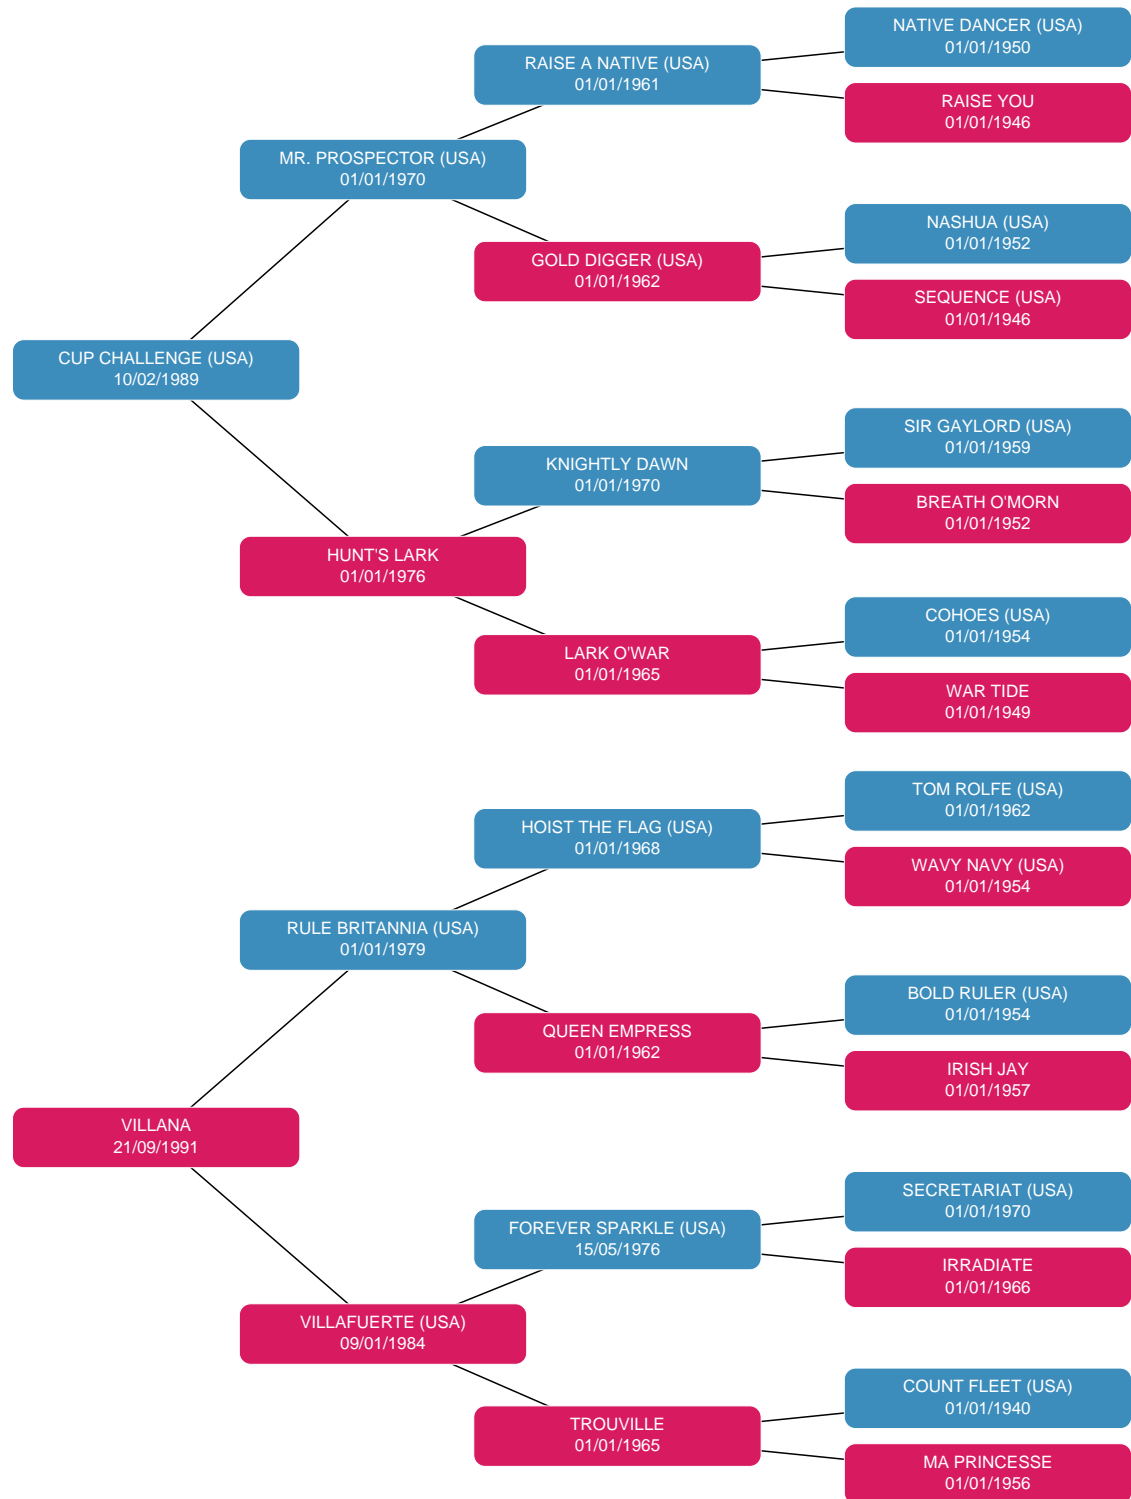 NATIVE DANCER (USA)
01/01/1950
RAISE A NATIVE (USA)
01/01/1961
RAISE YOU
01/01/1946
MR. PROSPECTOR (USA)
01/01/1970
NASHUA (USA)
01/01/1952
GOLD DIGGER (USA)
01/01/1962
SEQUENCE (USA)
01/01/1946
CUP CHALLENGE (USA)
10/02/1989
SIR GAYLORD (USA)
01/01/1959
KNIGHTLY DAWN
01/01/1970
BREATH O'MORN
01/01/1952
HUNT'S LARK
01/01/1976
COHOES (USA)
01/01/1954
LARK O'WAR
01/01/1965
WAR TIDE
01/01/1949
TOM ROLFE (USA)
01/01/1962
HOIST THE FLAG (USA)
01/01/1968
WAVY NAVY (USA)
01/01/1954
RULE BRITANNIA (USA)
01/01/1979
BOLD RULER (USA)
01/01/1954
QUEEN EMPRESS
01/01/1962
IRISH JAY
01/01/1957
VILLANA
21/09/1991
SECRETARIAT (USA)
01/01/1970
FOREVER SPARKLE (USA)
15/05/1976
IRRADIATE
01/01/1966
VILLAFUERTE (USA)
09/01/1984
COUNT FLEET (USA)
01/01/1940
TROUVILLE
01/01/1965
MA PRINCESSE
01/01/1956